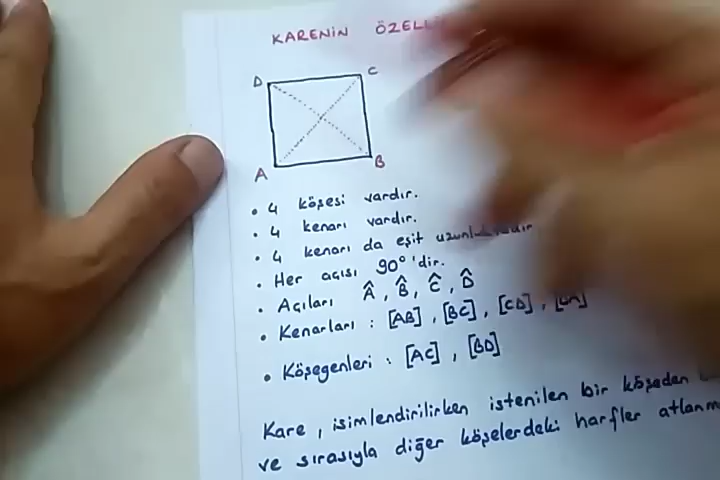 KARENİN
D C
A B
• 4 köşesi vardır.
• 4 kenarı vardır.
• 4 kenarı da eşit
• Her açısı 90°'dir.
• Açıları Â, B̂, Ĉ, D̂
• Kenarları : [AB], [BC], [CD],
• Köşegenleri : [AC], [BD]
Kare, isimlendirilirken istenilen bir köşeden
ve sırasıyla diğer köşelerdeki harfler